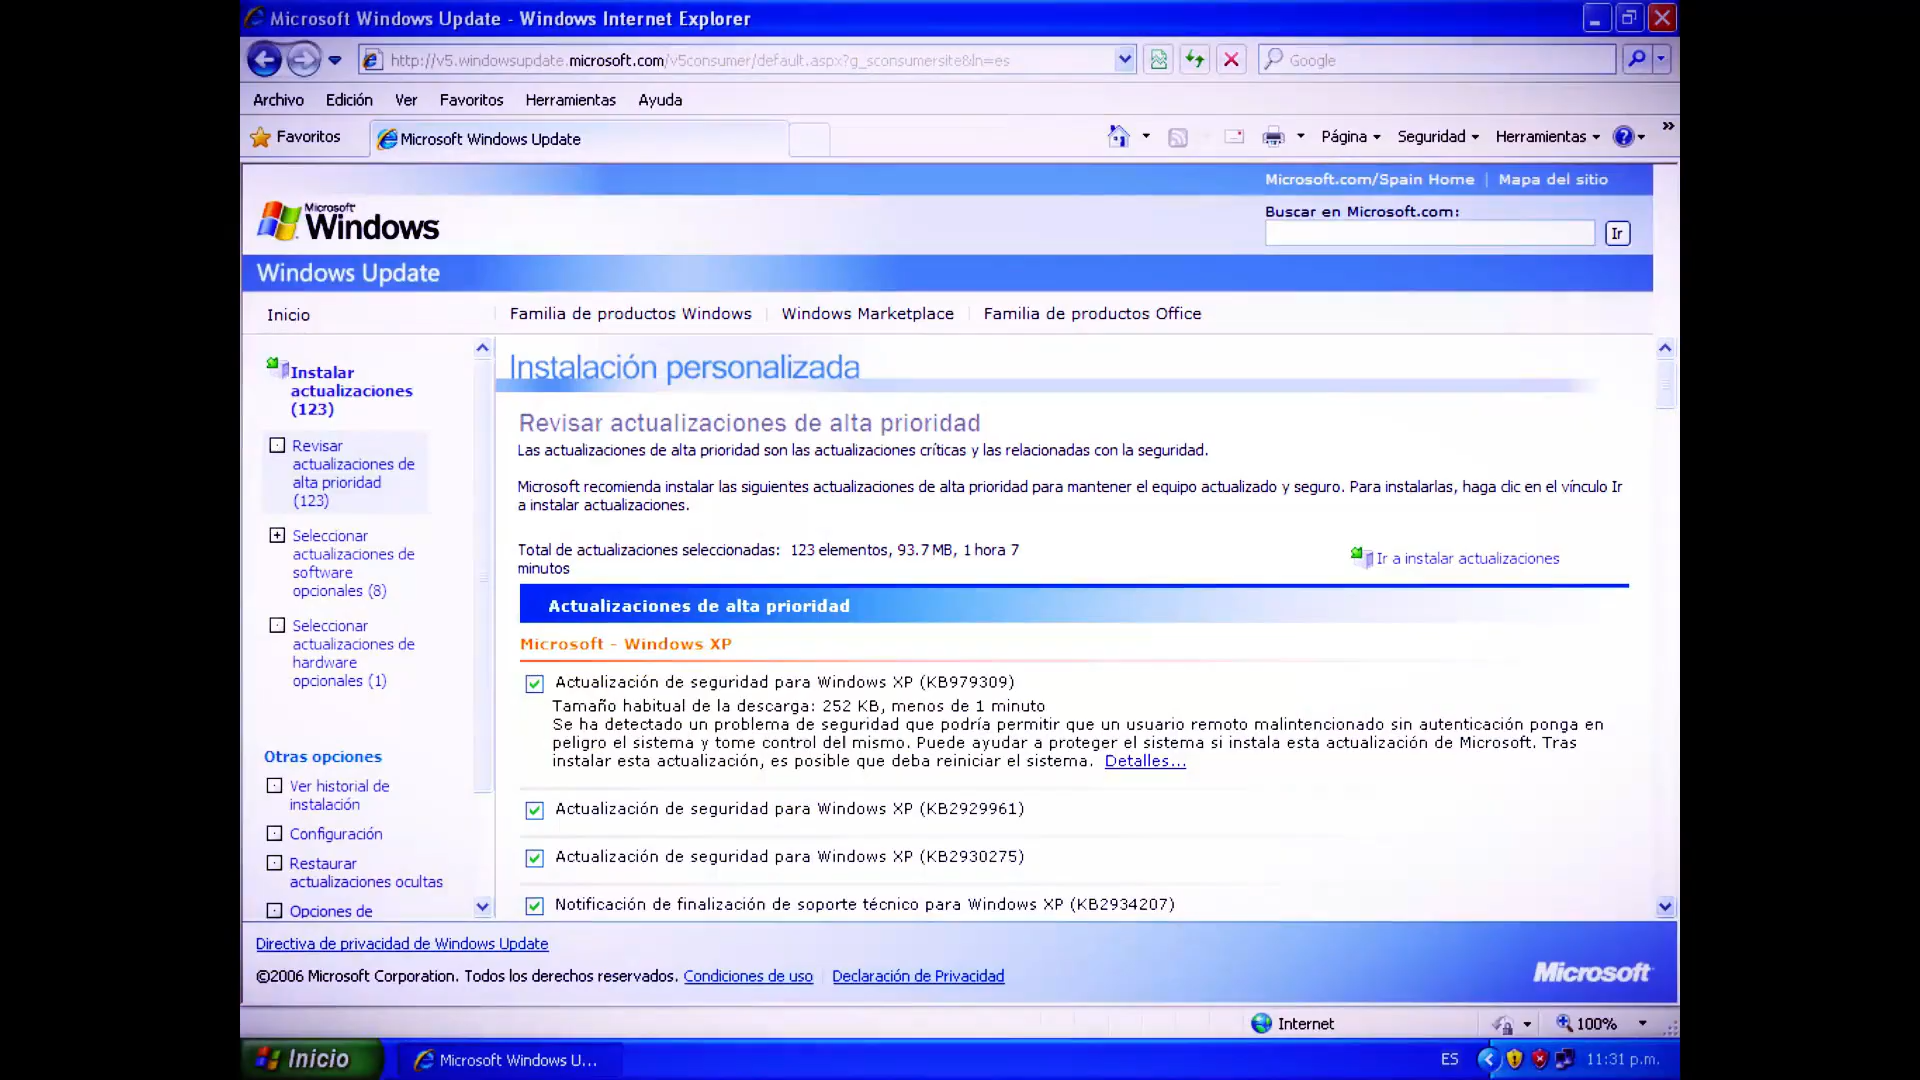 Microsoft Windows Update - Windows Internet Explorer
http://v5.windowsupdate.microsoft.com/v5consumer/default.aspx?g_sconsumersite&ln=es
Google
Archivo Edición Ver Favoritos Herramientas Ayuda
Favoritos Microsoft Windows Update Página Seguridad Herramientas
Microsoft.com/Spain Home | Mapa del sitio
Microsoft
Windows
Buscar en Microsoft.com:
Ir
Windows Update
Inicio
Familia de productos Windows | Windows Marketplace | Familia de productos Office
Instalar
actualizaciones
(123)
Revisar
actualizaciones de
alta prioridad
(123)
Seleccionar
actualizaciones de
software
opcionales (8)
Seleccionar
actualizaciones de
hardware
opcionales (1)
Otras opciones
Ver historial de
instalación
Configuración
Restaurar
actualizaciones ocultas
Opciones de
Instalación personalizada
Revisar actualizaciones de alta prioridad
Las actualizaciones de alta prioridad son las actualizaciones críticas y las relacionadas con la seguridad.
Microsoft recomienda instalar las siguientes actualizaciones de alta prioridad para mantener el equipo actualizado y seguro. Para instalarlas, haga clic en el vínculo Ir
a instalar actualizaciones.
Total de actualizaciones seleccionadas: 123 elementos, 93.7 MB, 1 hora 7
minutos
Ir a instalar actualizaciones
Actualizaciones de alta prioridad
Microsoft - Windows XP
Actualización de seguridad para Windows XP (KB979309)
Tamaño habitual de la descarga: 252 KB, menos de 1 minuto
Se ha detectado un problema de seguridad que podría permitir que un usuario remoto malintencionado sin autenticación ponga en
peligro el sistema y tome control del mismo. Puede ayudar a proteger el sistema si instala esta actualización de Microsoft. Tras
instalar esta actualización, es posible que deba reiniciar el sistema. Detalles...
Actualización de seguridad para Windows XP (KB2929961)
Actualización de seguridad para Windows XP (KB2930275)
Notificación de finalización de soporte técnico para Windows XP (KB2934207)
Directiva de privacidad de Windows Update
©2006 Microsoft Corporation. Todos los derechos reservados. Condiciones de uso | Declaración de Privacidad
Microsoft
Internet
100%
Inicio
Microsoft Windows U...
ES
11:31 p.m.